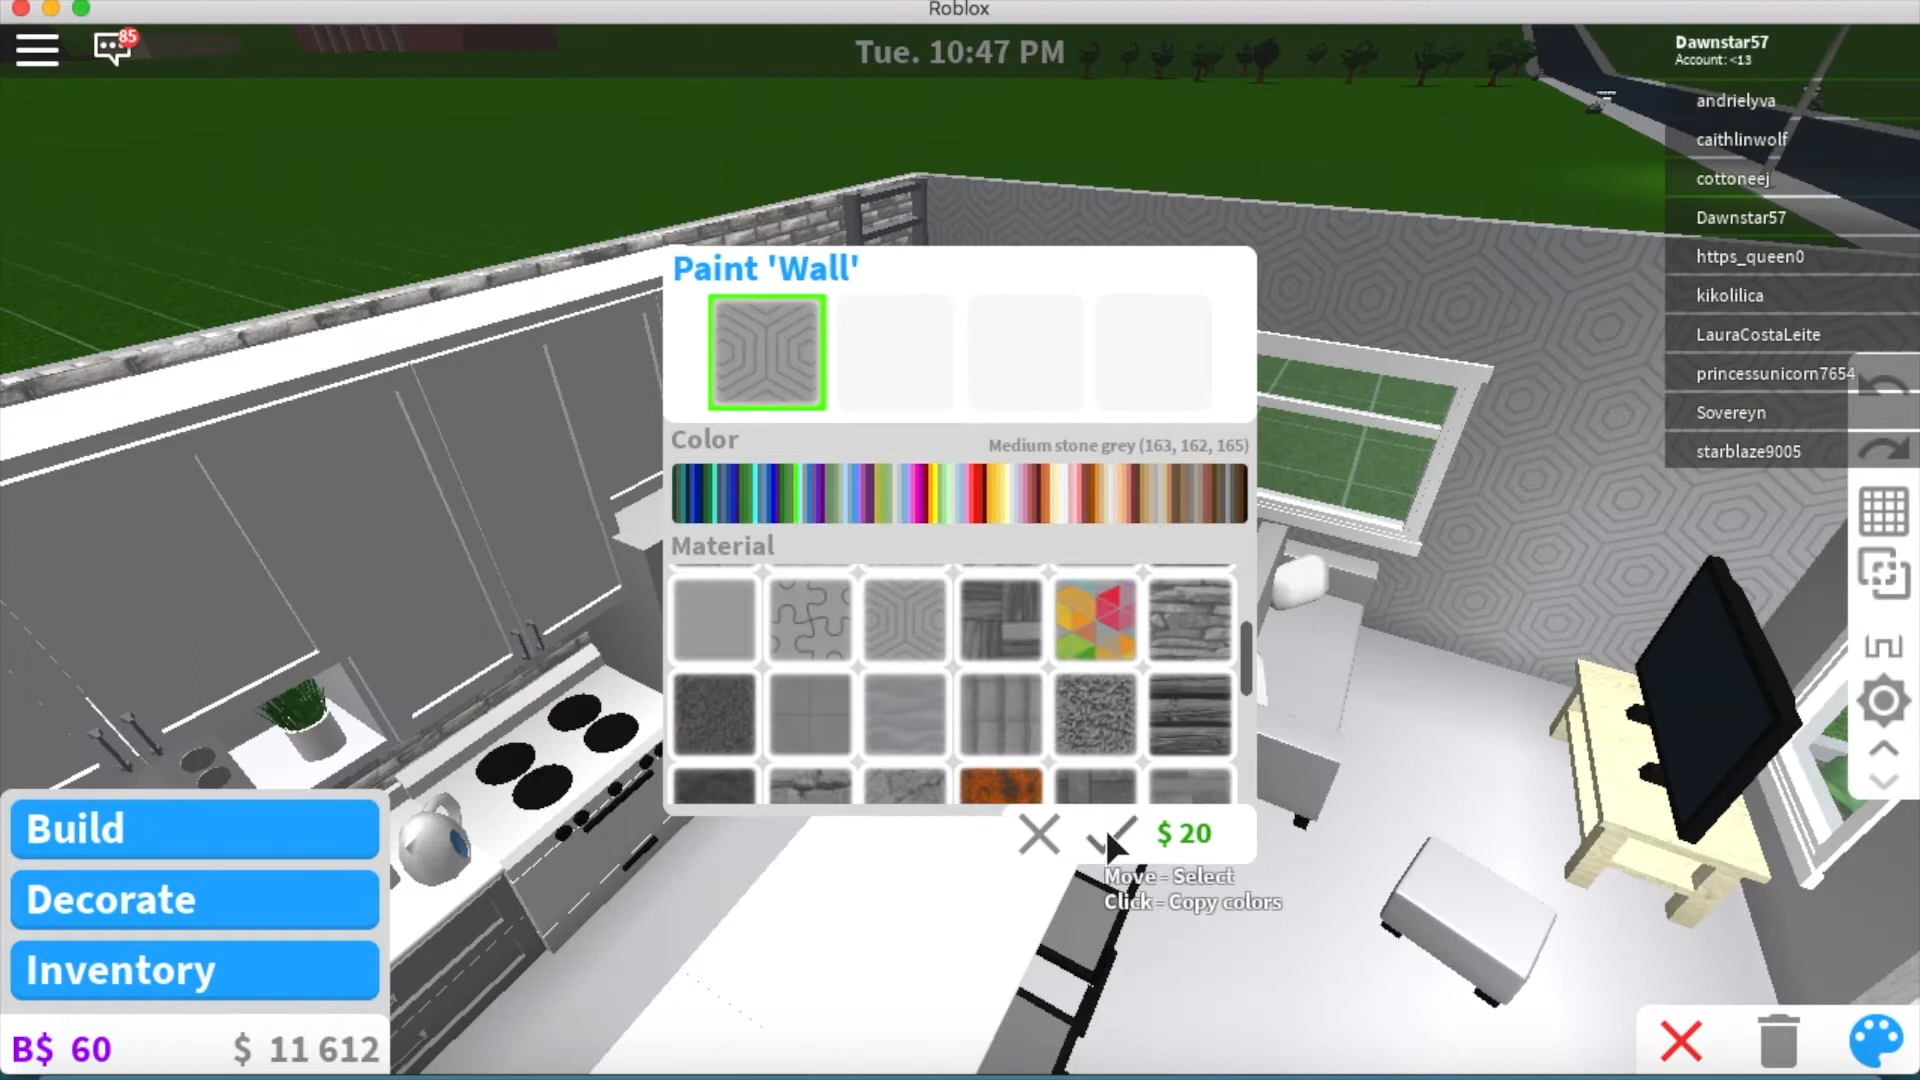 Roblox
85
Tue. 10:47 PM
Dawnstar57
Account: <13
andrielyva
caithlinwolf
cottoneej
Dawnstar57
https_queen0
kikolilica
LauraCostaLeite
princessunicorn7654
Sovereyn
starblaze9005
Paint 'Wall'
Color
Medium stone grey (163, 162, 165)
Material
$ 20
Move - Select
Click - Copy colors
Build
Decorate
Inventory
B$ 60
$ 11 612